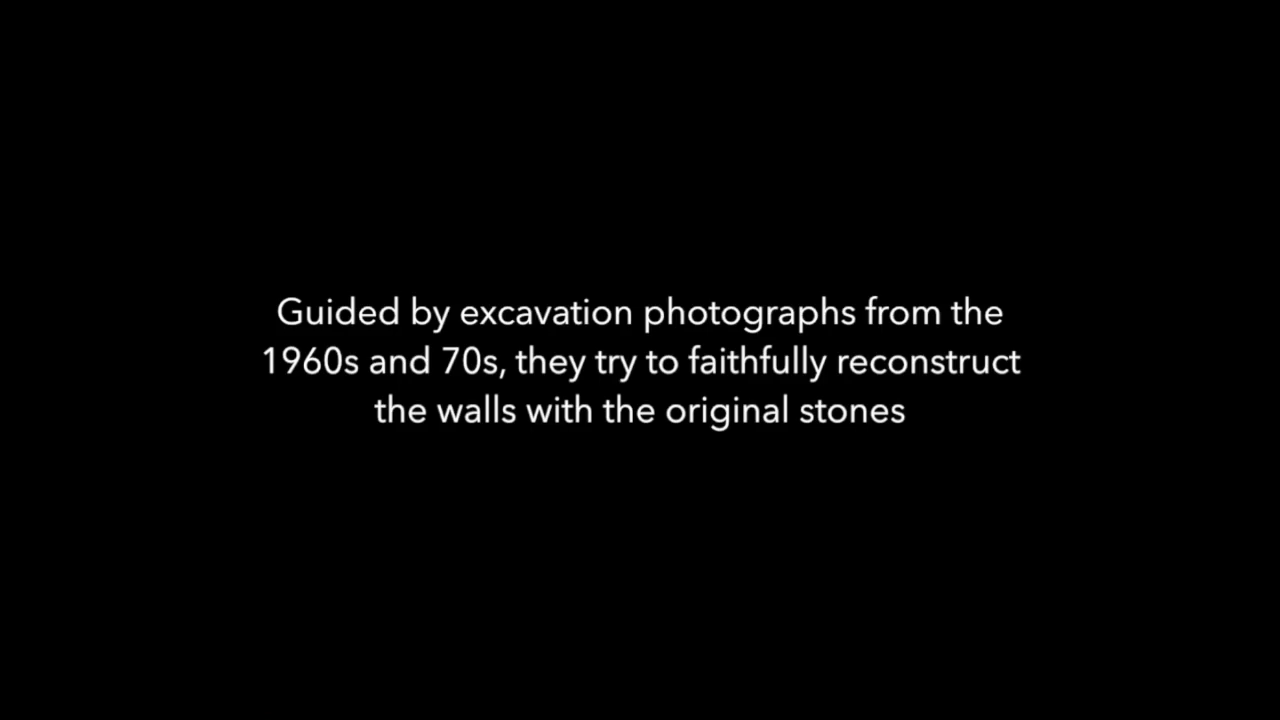 Guided by excavation photographs from the
1960s and 70s, they try to faithfully reconstruct
the walls with the original stones